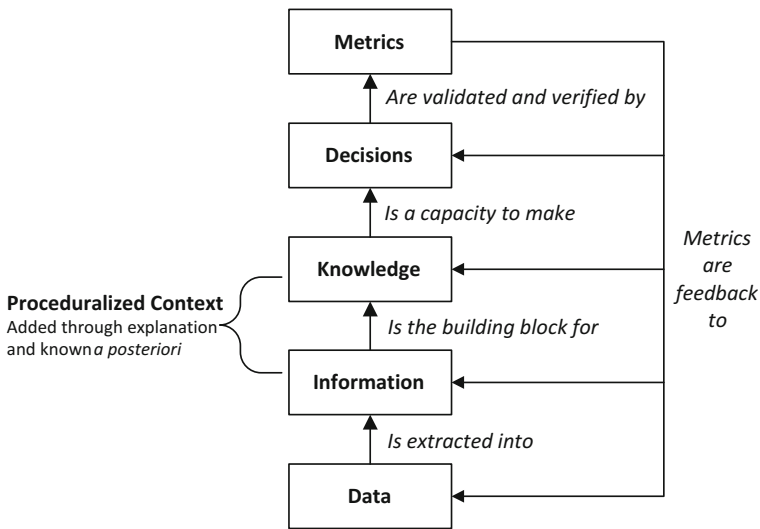 Metrics
Are validated and verified by
Decisions
Is a capacity to make
Knowledge
Proceduralized Context
Added through explanation
and known a posteriori
Is the building block for
Information
Is extracted into
Data
Metrics
are
feedback
to